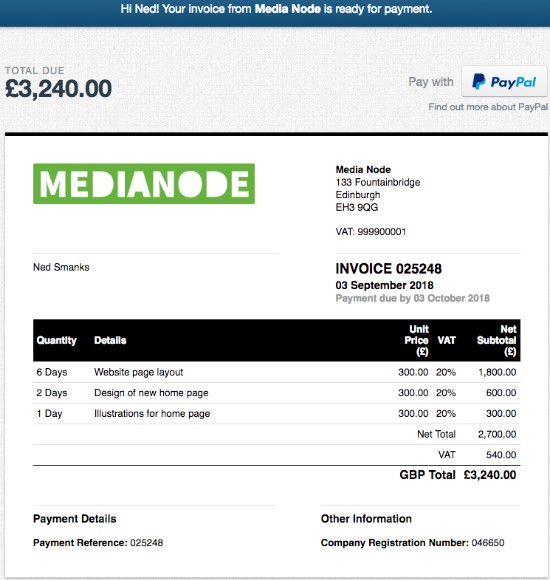 Hi Ned! Your invoice from Media Node is ready for payment.
TOTAL DUE
£3,240.00
Pay with PayPal
Find out more about PayPal
MEDIANODE
Media Node
133 Fountainbridge
Edinburgh
EH3 9QG
VAT: 999900001
Ned Smanks
INVOICE 025248
03 September 2018
Payment due by 03 October 2018
Quantity Details Unit Price (£) VAT Net Subtotal (£)
6 Days Website page layout 300.00 20% 1,800.00
2 Days Design of new home page 300.00 20% 600.00
1 Day Illustrations for home page 300.00 20% 300.00
Net Total 2,700.00
VAT 540.00
GBP Total £3,240.00
Payment Details
Payment Reference: 025248
Other Information
Company Registration Number: 046650